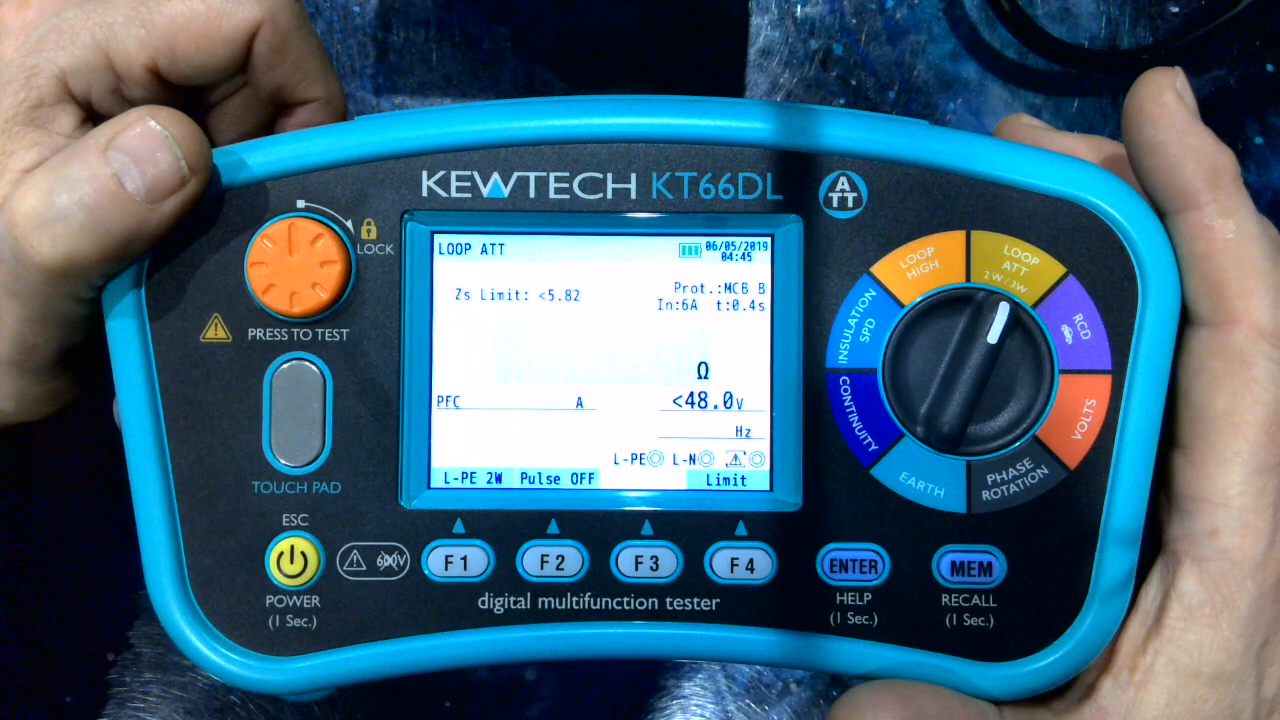 KEWTECH KT66DL
ATT
LOCK
PRESS TO TEST
TOUCH PAD
ESC
POWER
(1 Sec.)
600V
LOOP ATT
06/05/2019
04:45
Zs Limit: <5.82
Prot.:MCB B
In:6A t:0.4s
Ω
PFC A
<48.0V
Hz
L-PE L-N
L-PE 2W Pulse OFF Limit
F1 F2 F3 F4
digital multifunction tester
LOOP HIGH
LOOP ATT
2W/3W
RCD
VOLTS
PHASE ROTATION
EARTH
CONTINUITY
INSULATION SPD
ENTER
HELP
(1 Sec.)
MEM
RECALL
(1 Sec.)